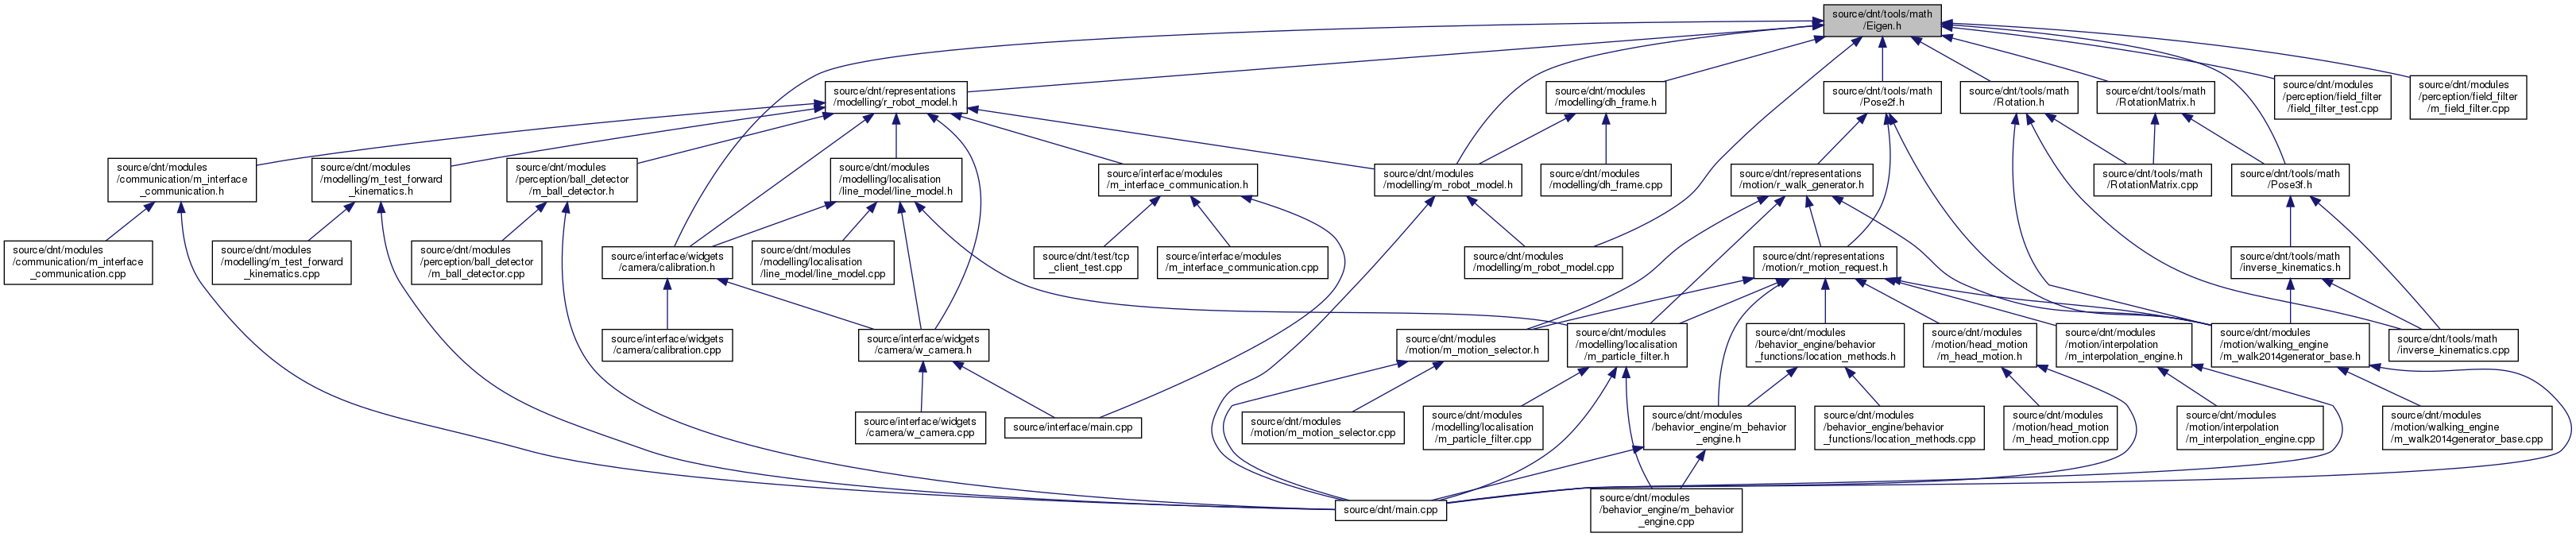 source/dnt/tools/math
/Eigen.h
source/dnt/representations
/modelling/r_robot_model.h
source/dnt/modules
/modelling/dh_frame.h
source/dnt/tools/math
/Pose2f.h
source/dnt/tools/math
/Rotation.h
source/dnt/tools/math
/RotationMatrix.h
source/dnt/modules
/perception/field_filter
/field_filter_test.cpp
source/dnt/modules
/perception/field_filter
/m_field_filter.cpp
source/dnt/modules
/communication/m_interface
_communication.h
source/dnt/modules
/modelling/m_test_forward
_kinematics.h
source/dnt/modules
/perception/ball_detector
/m_ball_detector.h
source/dnt/modules
/modelling/localisation
/line_model/line_model.h
source/interface/modules
/m_interface_communication.h
source/dnt/modules
/modelling/m_robot_model.h
source/dnt/modules
/modelling/dh_frame.cpp
source/dnt/representations
/motion/r_walk_generator.h
source/dnt/tools/math
/RotationMatrix.cpp
source/dnt/tools/math
/Pose3f.h
source/dnt/modules
/communication/m_interface
_communication.cpp
source/dnt/modules
/modelling/m_test_forward
_kinematics.cpp
source/dnt/modules
/perception/ball_detector
/m_ball_detector.cpp
source/interface/widgets
/camera/calibration.h
source/dnt/modules
/modelling/localisation
/line_model/line_model.cpp
source/dnt/test/tcp
_client_test.cpp
source/interface/modules
/m_interface_communication.cpp
source/dnt/modules
/modelling/m_robot_model.cpp
source/dnt/representations
/motion/r_motion_request.h
source/dnt/tools/math
/inverse_kinematics.h
source/interface/widgets
/camera/calibration.cpp
source/interface/widgets
/camera/w_camera.h
source/dnt/modules
/motion/m_motion_selector.h
source/dnt/modules
/modelling/localisation
/m_particle_filter.h
source/dnt/modules
/behavior_engine/behavior
_functions/location_methods.h
source/dnt/modules
/motion/head_motion
/m_head_motion.h
source/dnt/modules
/motion/interpolation
/m_interpolation_engine.h
source/dnt/modules
/motion/walking_engine
/m_walk2014generator_base.h
source/dnt/tools/math
/inverse_kinematics.cpp
source/interface/widgets
/camera/w_camera.cpp
source/interface/main.cpp
source/dnt/modules
/motion/m_motion_selector.cpp
source/dnt/modules
/modelling/localisation
/m_particle_filter.cpp
source/dnt/modules
/behavior_engine/m_behavior
_engine.h
source/dnt/modules
/behavior_engine/behavior
_functions/location_methods.cpp
source/dnt/modules
/motion/head_motion
/m_head_motion.cpp
source/dnt/modules
/motion/interpolation
/m_interpolation_engine.cpp
source/dnt/modules
/motion/walking_engine
/m_walk2014generator_base.cpp
source/dnt/main.cpp
source/dnt/modules
/behavior_engine/m_behavior
_engine.cpp